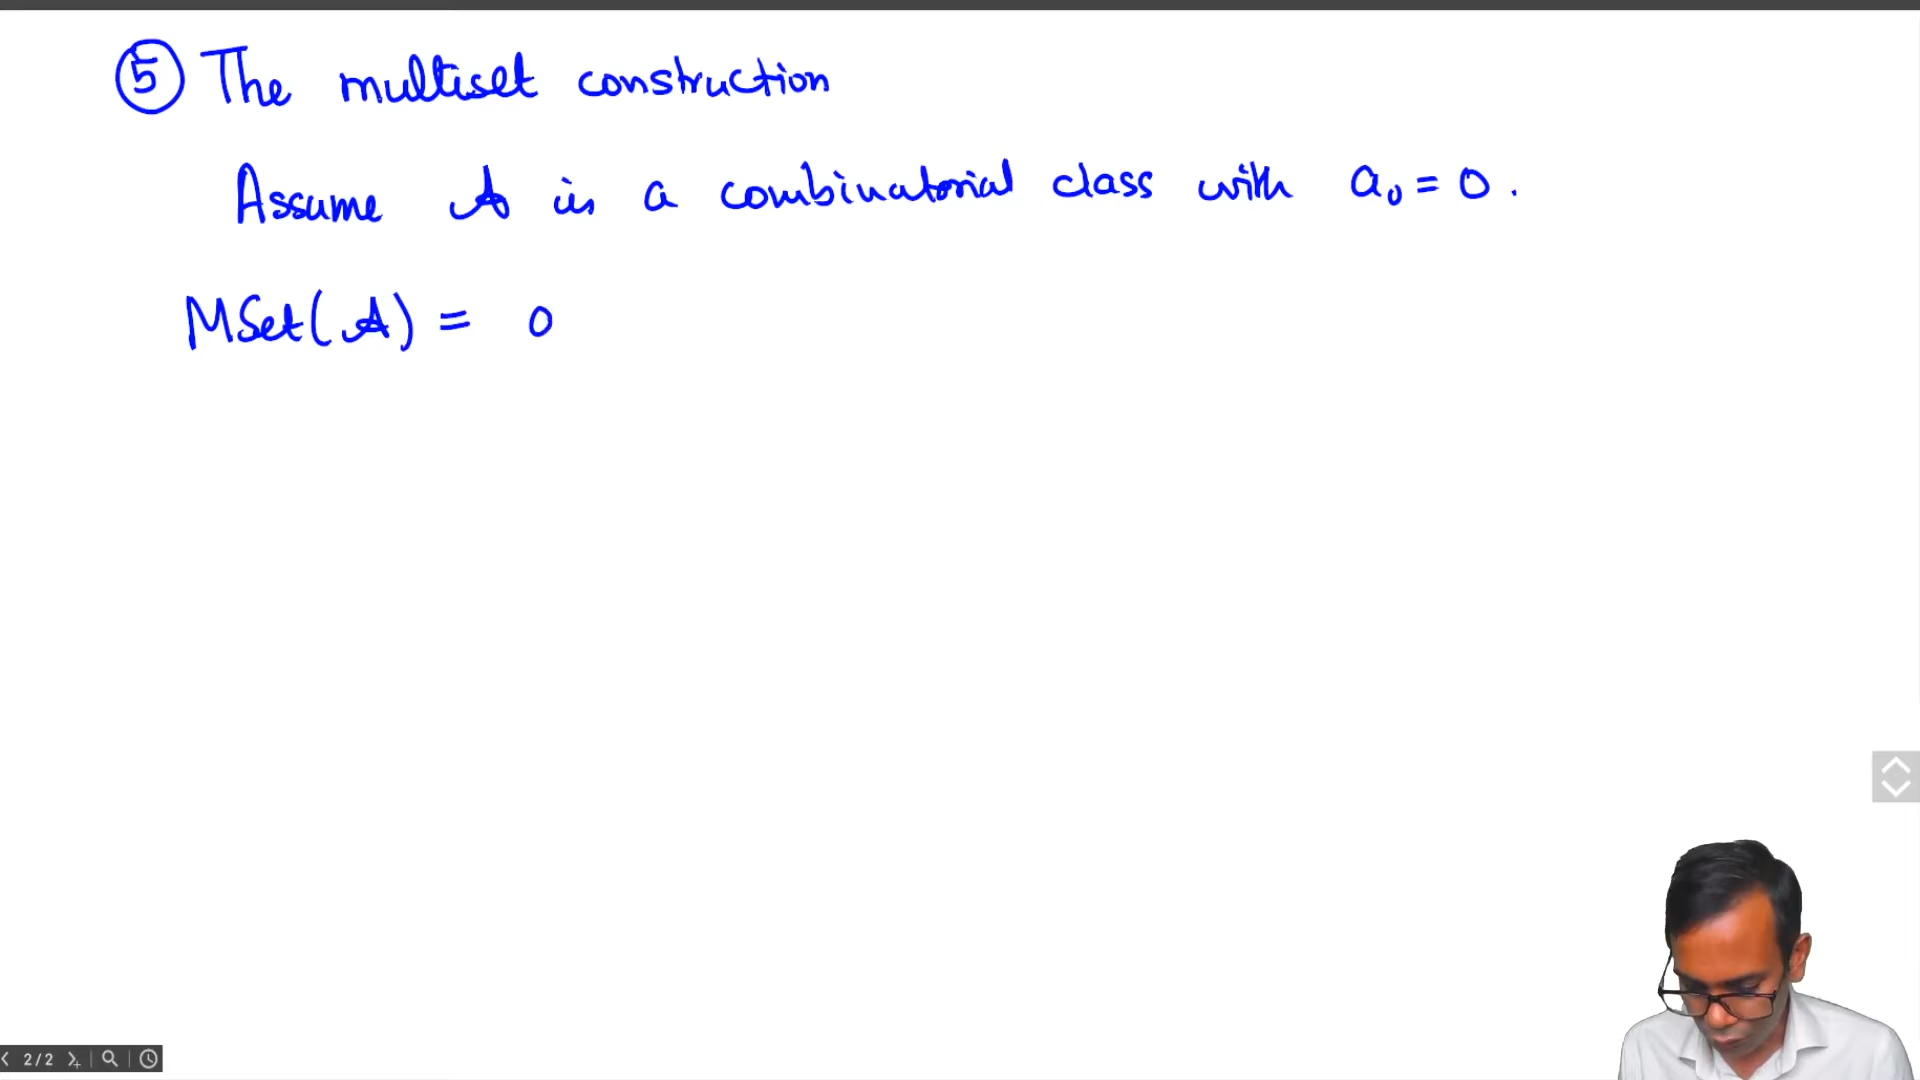 ⑤ The multiset construction
Assume 𝒜 is a combinatorial class with a₀ = 0.
MSet(𝒜) = 0
2/2